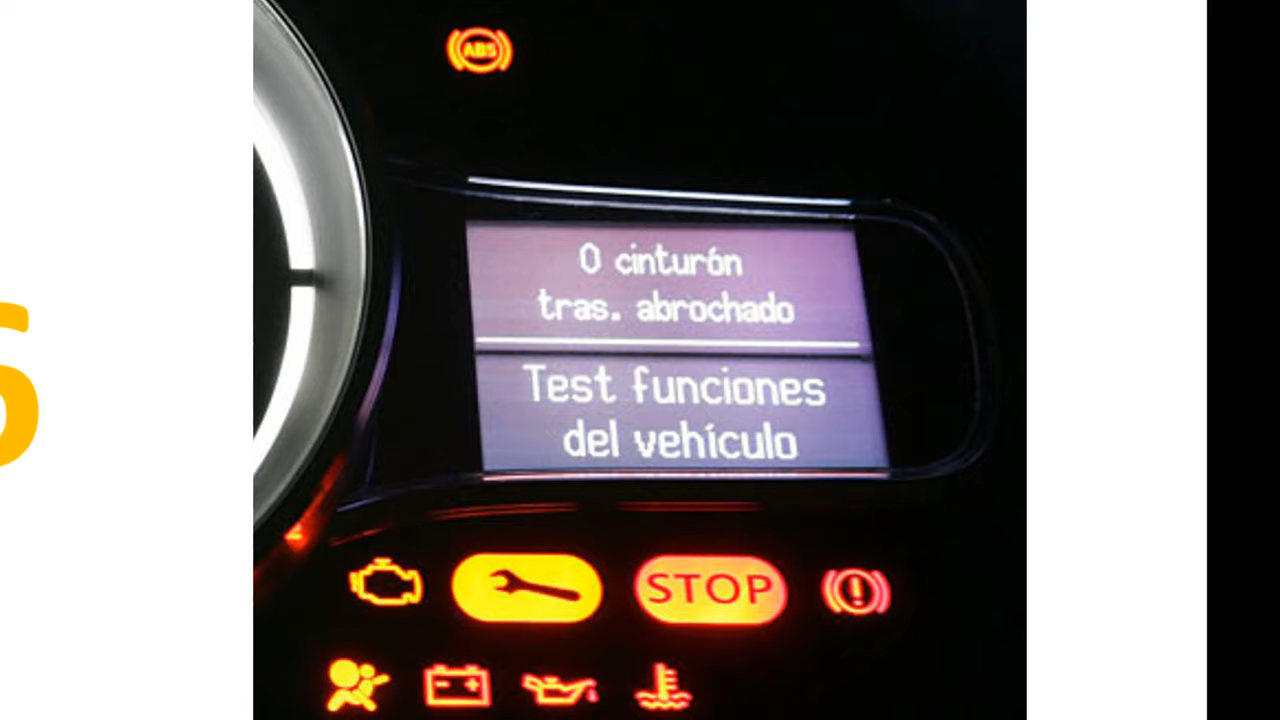 ABS
0 cinturón
tras. abrochado
Test funciones
del vehículo
STOP